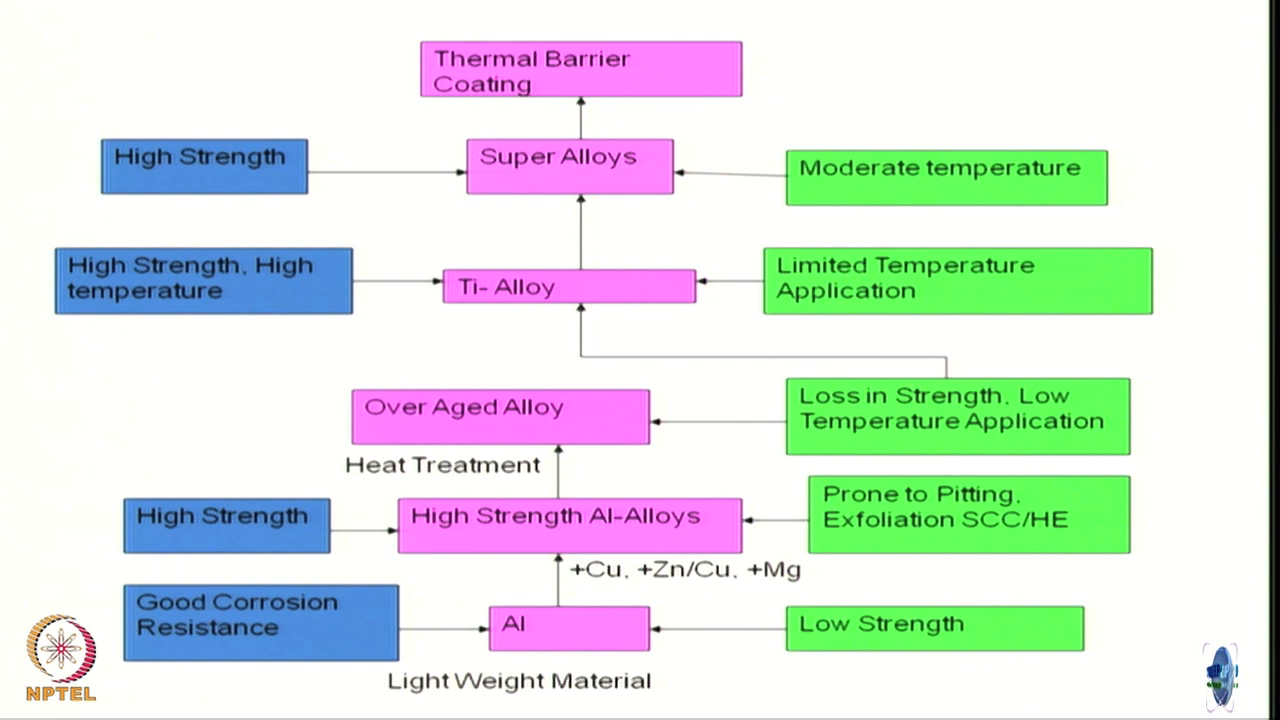 Thermal Barrier
Coating
High Strength
Super Alloys
Moderate temperature
High Strength, High
temperature
Ti- Alloy
Limited Temperature
Application
Over Aged Alloy
Loss in Strength, Low
Temperature Application
Heat Treatment
High Strength
High Strength Al-Alloys
Prone to Pitting,
Exfoliation SCC/HE
+Cu, +Zn/Cu, +Mg
Good Corrosion
Resistance
Al
Low Strength
Light Weight Material
NPTEL